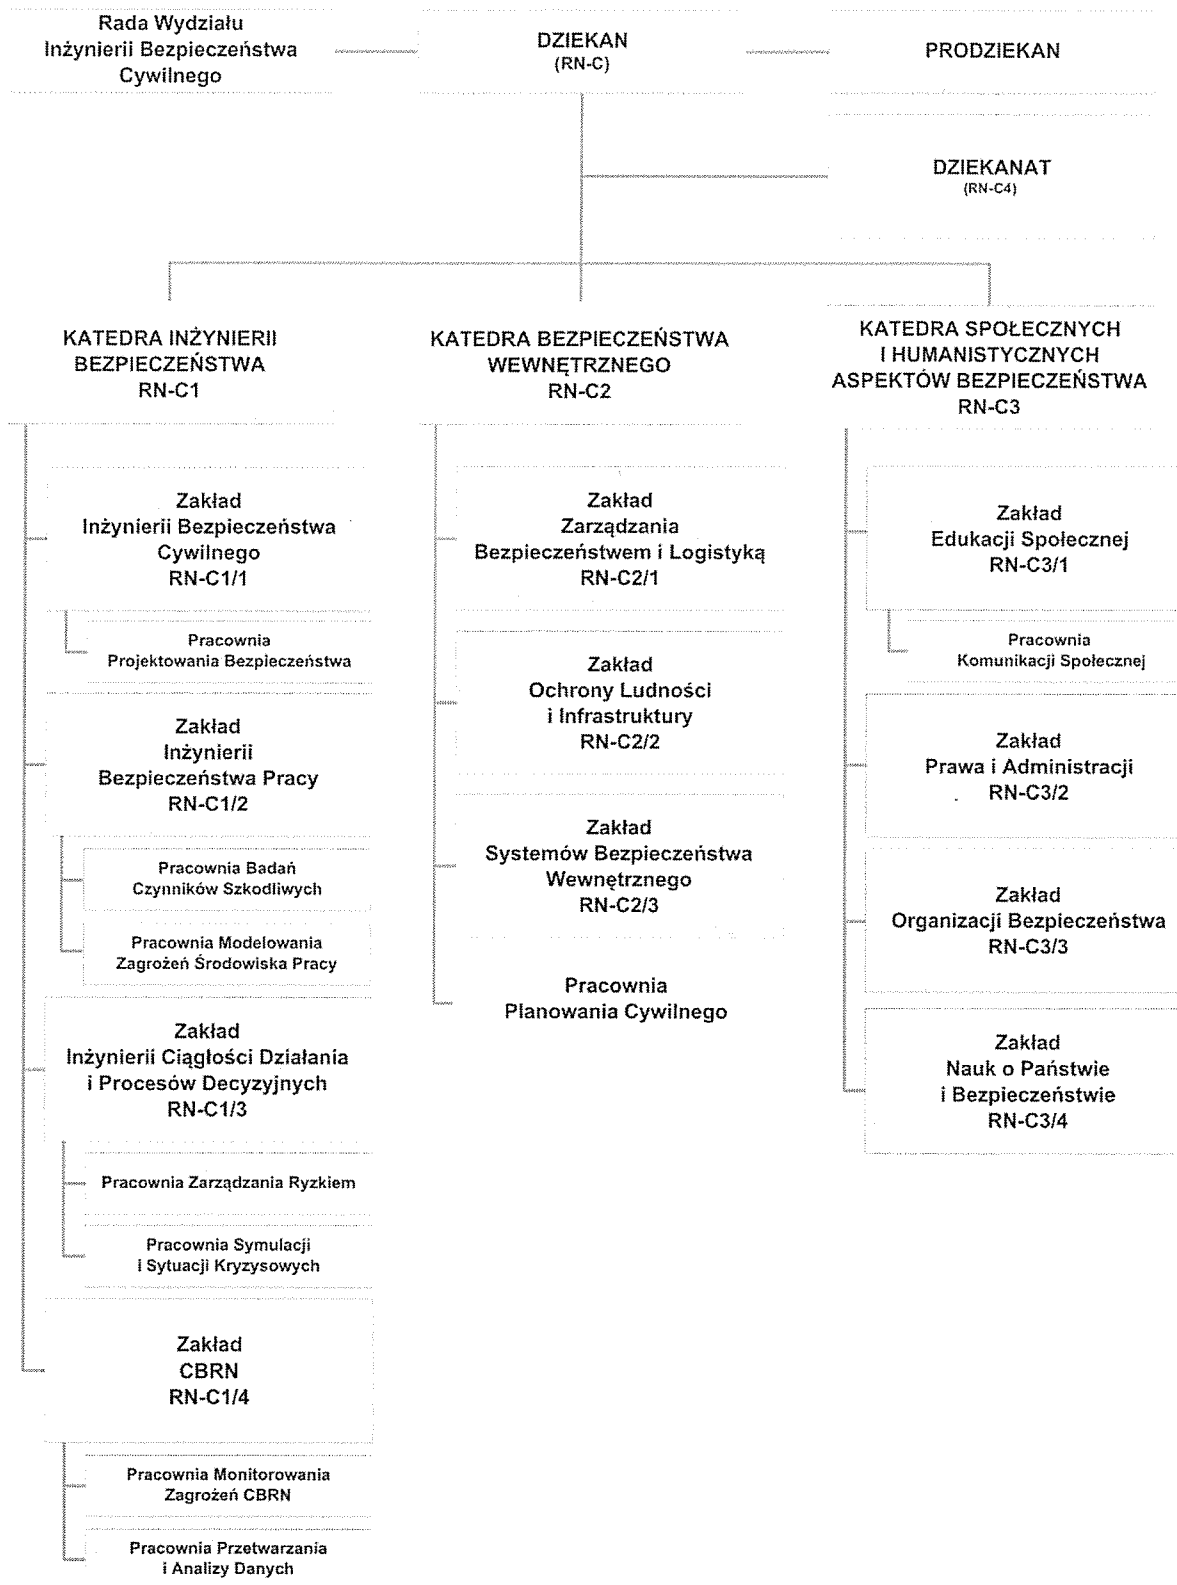 Rada Wydziału
Inżynierii Bezpieczeństwa
Cywilnego
DZIEKAN
(RN-C)
PRODZIEKAN
DZIEKANAT
(RN-C4)
KATEDRA INŻYNIERII
BEZPIECZEŃSTWA
RN-C1
Zakład
Inżynierii Bezpieczeństwa
Cywilnego
RN-C1/1
Pracownia
Projektowania Bezpieczeństwa
Zakład
Inżynierii
Bezpieczeństwa Pracy
RN-C1/2
Pracownia Badań
Czynników Szkodliwych
Pracownia Modelowania
Zagrożeń Środowiska Pracy
Zakład
Inżynierii Ciągłości Działania
i Procesów Decyzyjnych
RN-C1/3
Pracownia Zarządzania Ryzkiem
Pracownia Symulacji
i Sytuacji Kryzysowych
Zakład
CBRN
RN-C1/4
Pracownia Monitorowania
Zagrożeń CBRN
Pracownia Przetwarzania
i Analizy Danych
KATEDRA BEZPIECZEŃSTWA
WEWNĘTRZNEGO
RN-C2
Zakład
Zarządzania
Bezpieczeństwem i Logistyką
RN-C2/1
Zakład
Ochrony Ludności
i Infrastruktury
RN-C2/2
Zakład
Systemów Bezpieczeństwa
Wewnętrznego
RN-C2/3
Pracownia
Planowania Cywilnego
KATEDRA SPOŁECZNYCH
I HUMANISTYCZNYCH
ASPEKTÓW BEZPIECZEŃSTWA
RN-C3
Zakład
Edukacji Społecznej
RN-C3/1
Pracownia
Komunikacji Społecznej
Zakład
Prawa i Administracji
RN-C3/2
Zakład
Organizacji Bezpieczeństwa
RN-C3/3
Zakład
Nauk o Państwie
i Bezpieczeństwie
RN-C3/4